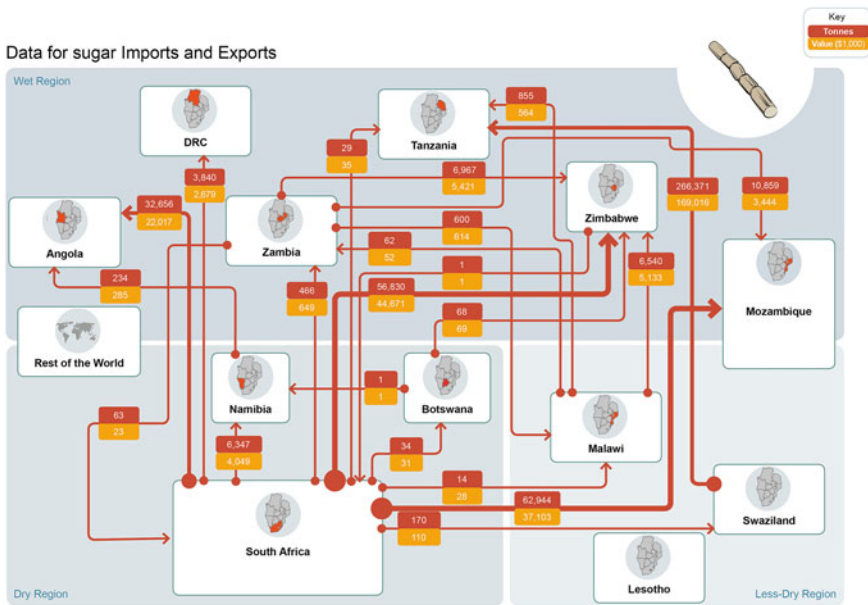 Key
Tonnes
Value ($1,000)
Data for sugar Imports and Exports
Wet Region
DRC
Tanzania
855
564
29
35
3,840
2,679
6,967
5,421
32,656
22,017
266,371
169,016
10,859
3,444
Angola
Zambia
Zimbabwe
600
614
62
52
6,540
5,133
Mozambique
234
285
466
649
1
1
56,830
44,671
68
69
Rest of the World
Namibia
1
1
Botswana
63
23
6,347
4,049
34
31
Malawi
14
28
62,944
37,103
170
110
Swaziland
South Africa
Lesotho
Dry Region
Less-Dry Region